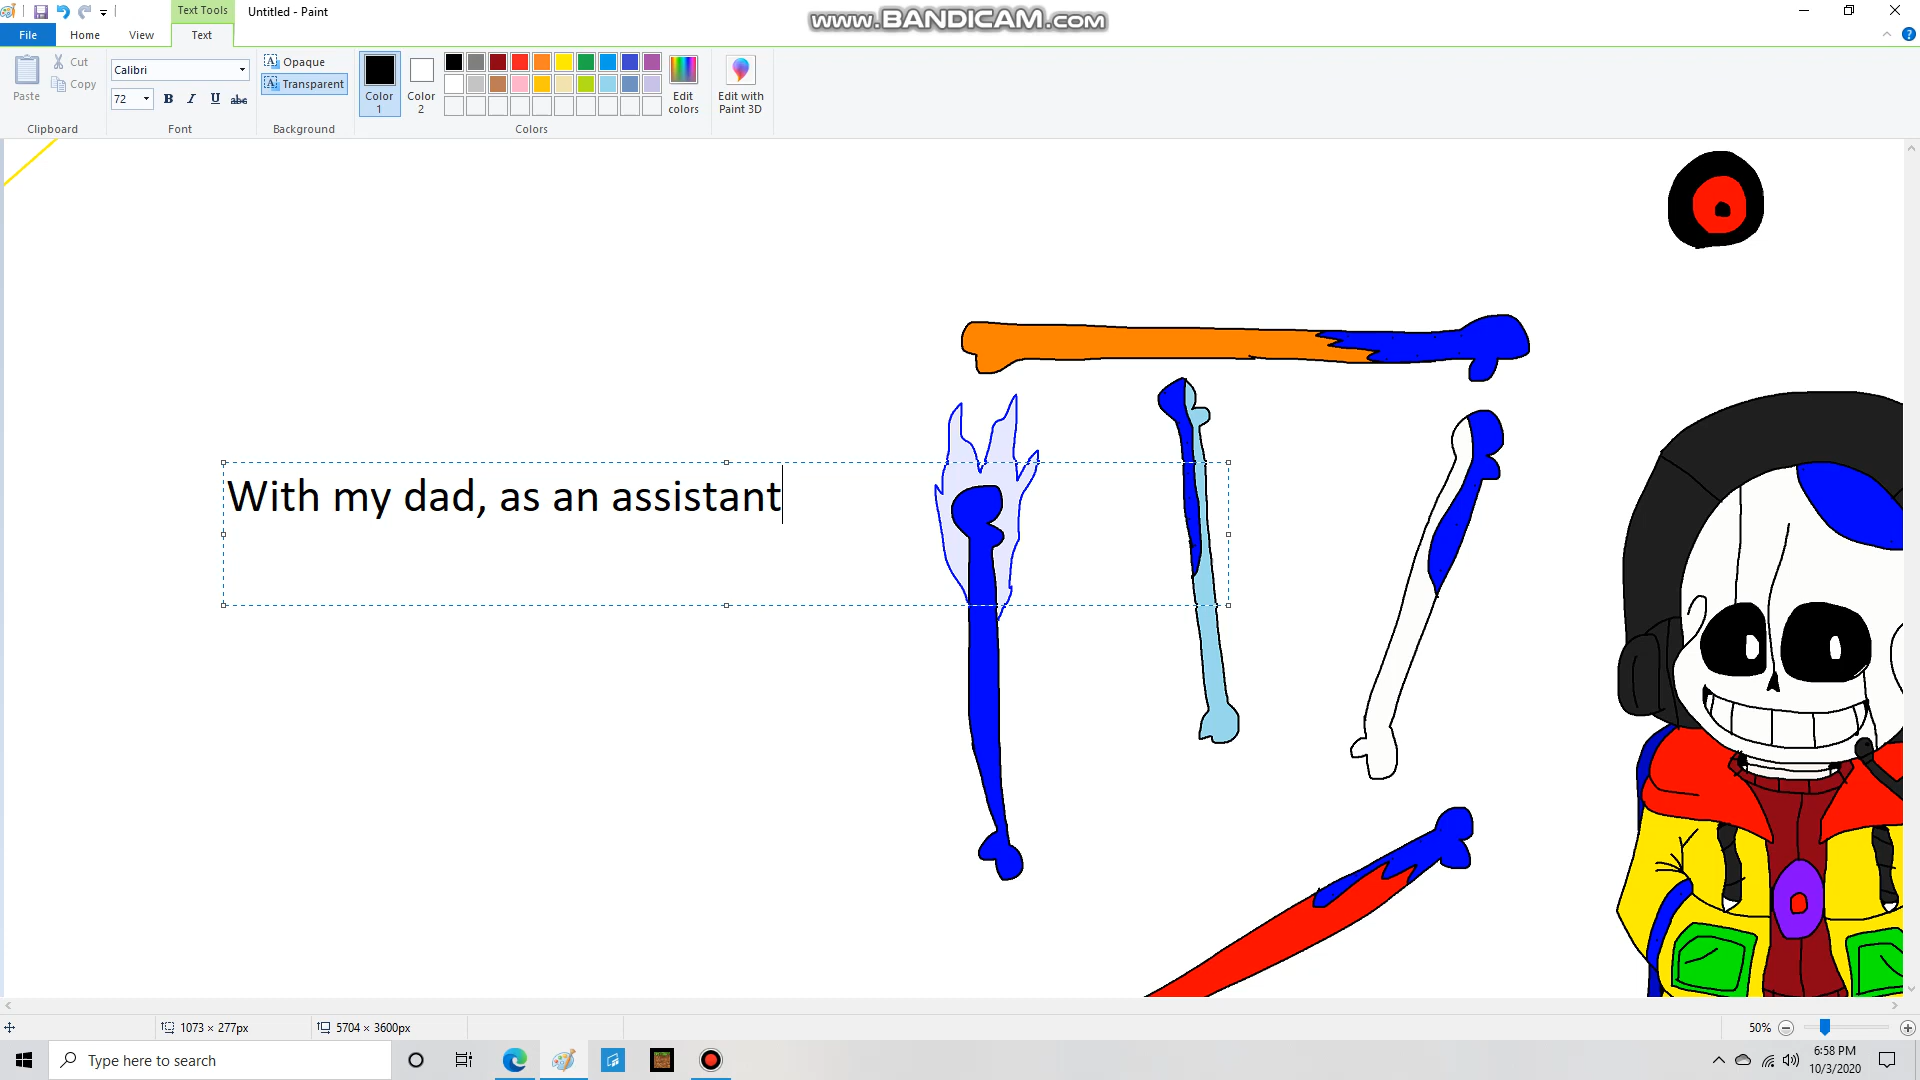 Text Tools
Untitled - Paint
www.BANDICAM.com
File
Home
View
Text
Paste
Cut
Copy
Clipboard
Calibri
72
B I U abc
Font
Opaque
Transparent
Background
Color 1
Color 2
Edit colors
Colors
Edit with Paint 3D
With my dad, as an assistant
1073 × 277px
5704 × 3600px
50%
Type here to search
6:58 PM
10/3/2020